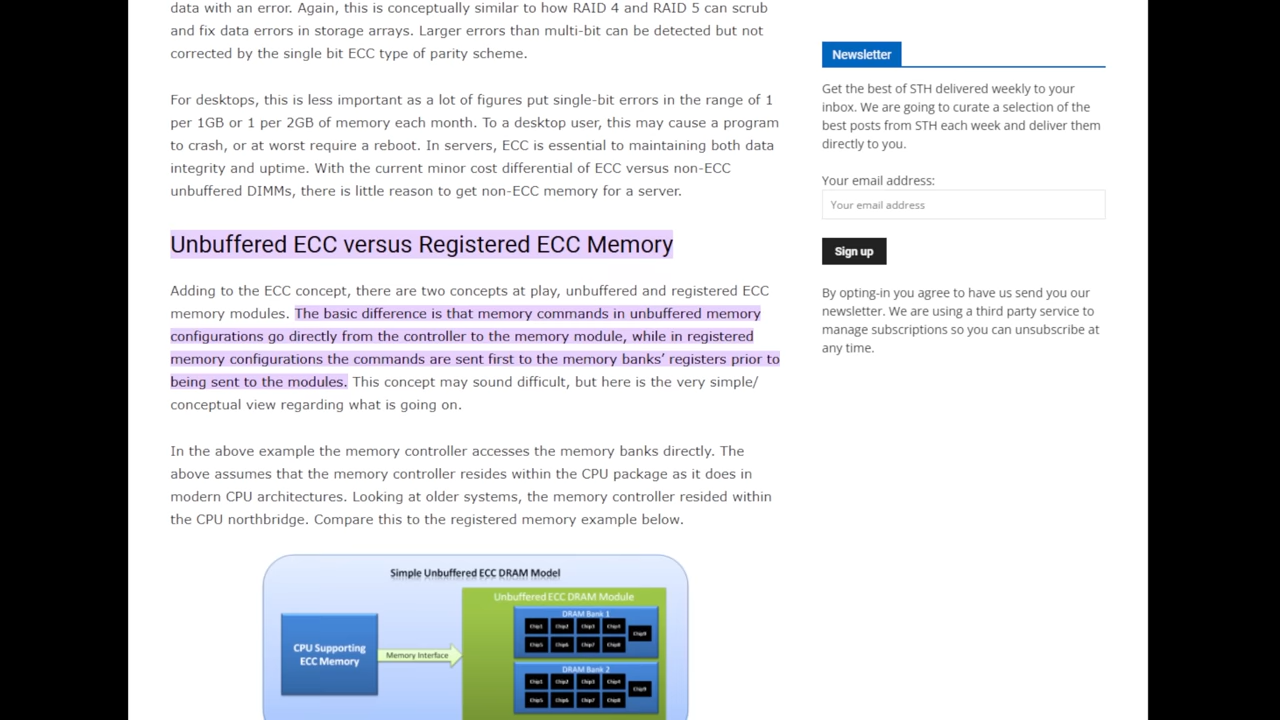 data with an error. Again, this is conceptually similar to how RAID 4 and RAID 5 can scrub
and fix data errors in storage arrays. Larger errors than multi-bit can be detected but not
corrected by the single bit ECC type of parity scheme.
For desktops, this is less important as a lot of figures put single-bit errors in the range of 1
per 1GB or 1 per 2GB of memory each month. To a desktop user, this may cause a program
to crash, or at worst require a reboot. In servers, ECC is essential to maintaining both data
integrity and uptime. With the current minor cost differential of ECC versus non-ECC
unbuffered DIMMs, there is little reason to get non-ECC memory for a server.
Unbuffered ECC versus Registered ECC Memory
Adding to the ECC concept, there are two concepts at play, unbuffered and registered ECC
memory modules. The basic difference is that memory commands in unbuffered memory
configurations go directly from the controller to the memory module, while in registered
memory configurations the commands are sent first to the memory banks’ registers prior to
being sent to the modules. This concept may sound difficult, but here is the very simple/
conceptual view regarding what is going on.
In the above example the memory controller accesses the memory banks directly. The
above assumes that the memory controller resides within the CPU package as it does in
modern CPU architectures. Looking at older systems, the memory controller resided within
the CPU northbridge. Compare this to the registered memory example below.
Simple Unbuffered ECC DRAM Model
Unbuffered ECC DRAM Module
CPU Supporting
ECC Memory
Memory Interface
DRAM Bank 1
Chip1 Chip2 Chip3 Chip4
Chip9
Chip5 Chip6 Chip7 Chip8
DRAM Bank 2
Chip1 Chip2 Chip3 Chip4
Chip9
Chip5 Chip6 Chip7 Chip8
Newsletter
Get the best of STH delivered weekly to your
inbox. We are going to curate a selection of the
best posts from STH each week and deliver them
directly to you.
Your email address:
Your email address
Sign up
By opting-in you agree to have us send you our
newsletter. We are using a third party service to
manage subscriptions so you can unsubscribe at
any time.